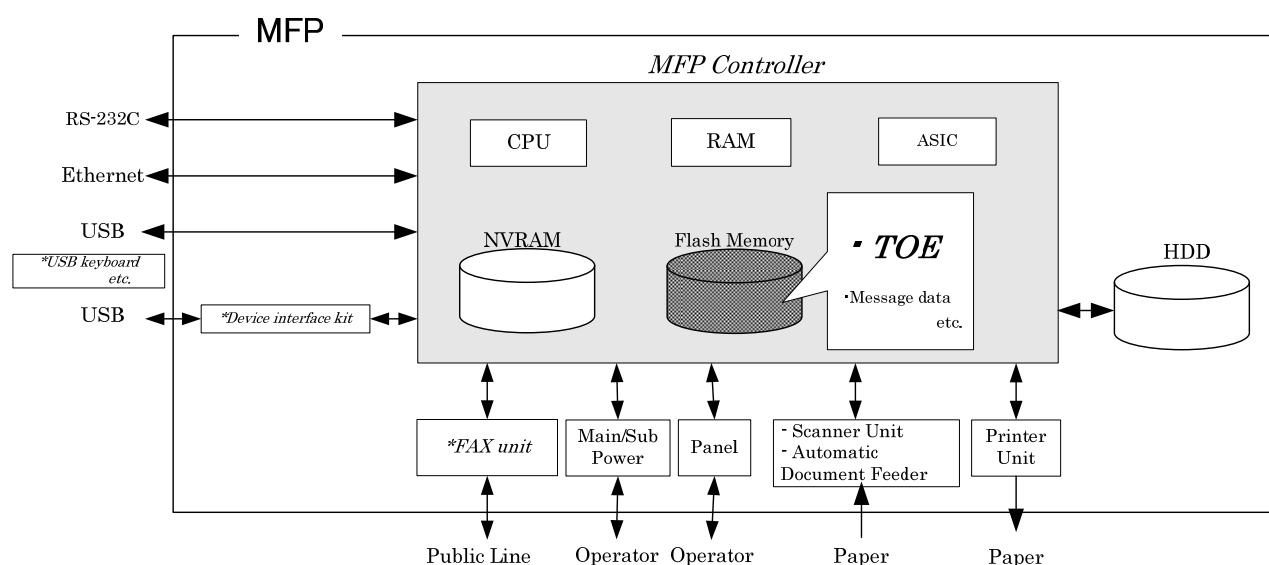 MFP
MFP Controller
RS-232C
CPU
RAM
ASIC
Ethernet
USB
NVRAM
Flash Memory
- TOE
-Message data
etc.
HDD
*USB keyboard
etc.
USB
*Device interface kit
*FAX unit
Main/Sub
Power
Panel
- Scanner Unit
- Automatic
Document Feeder
Printer
Unit
Public Line
Operator
Operator
Paper
Paper